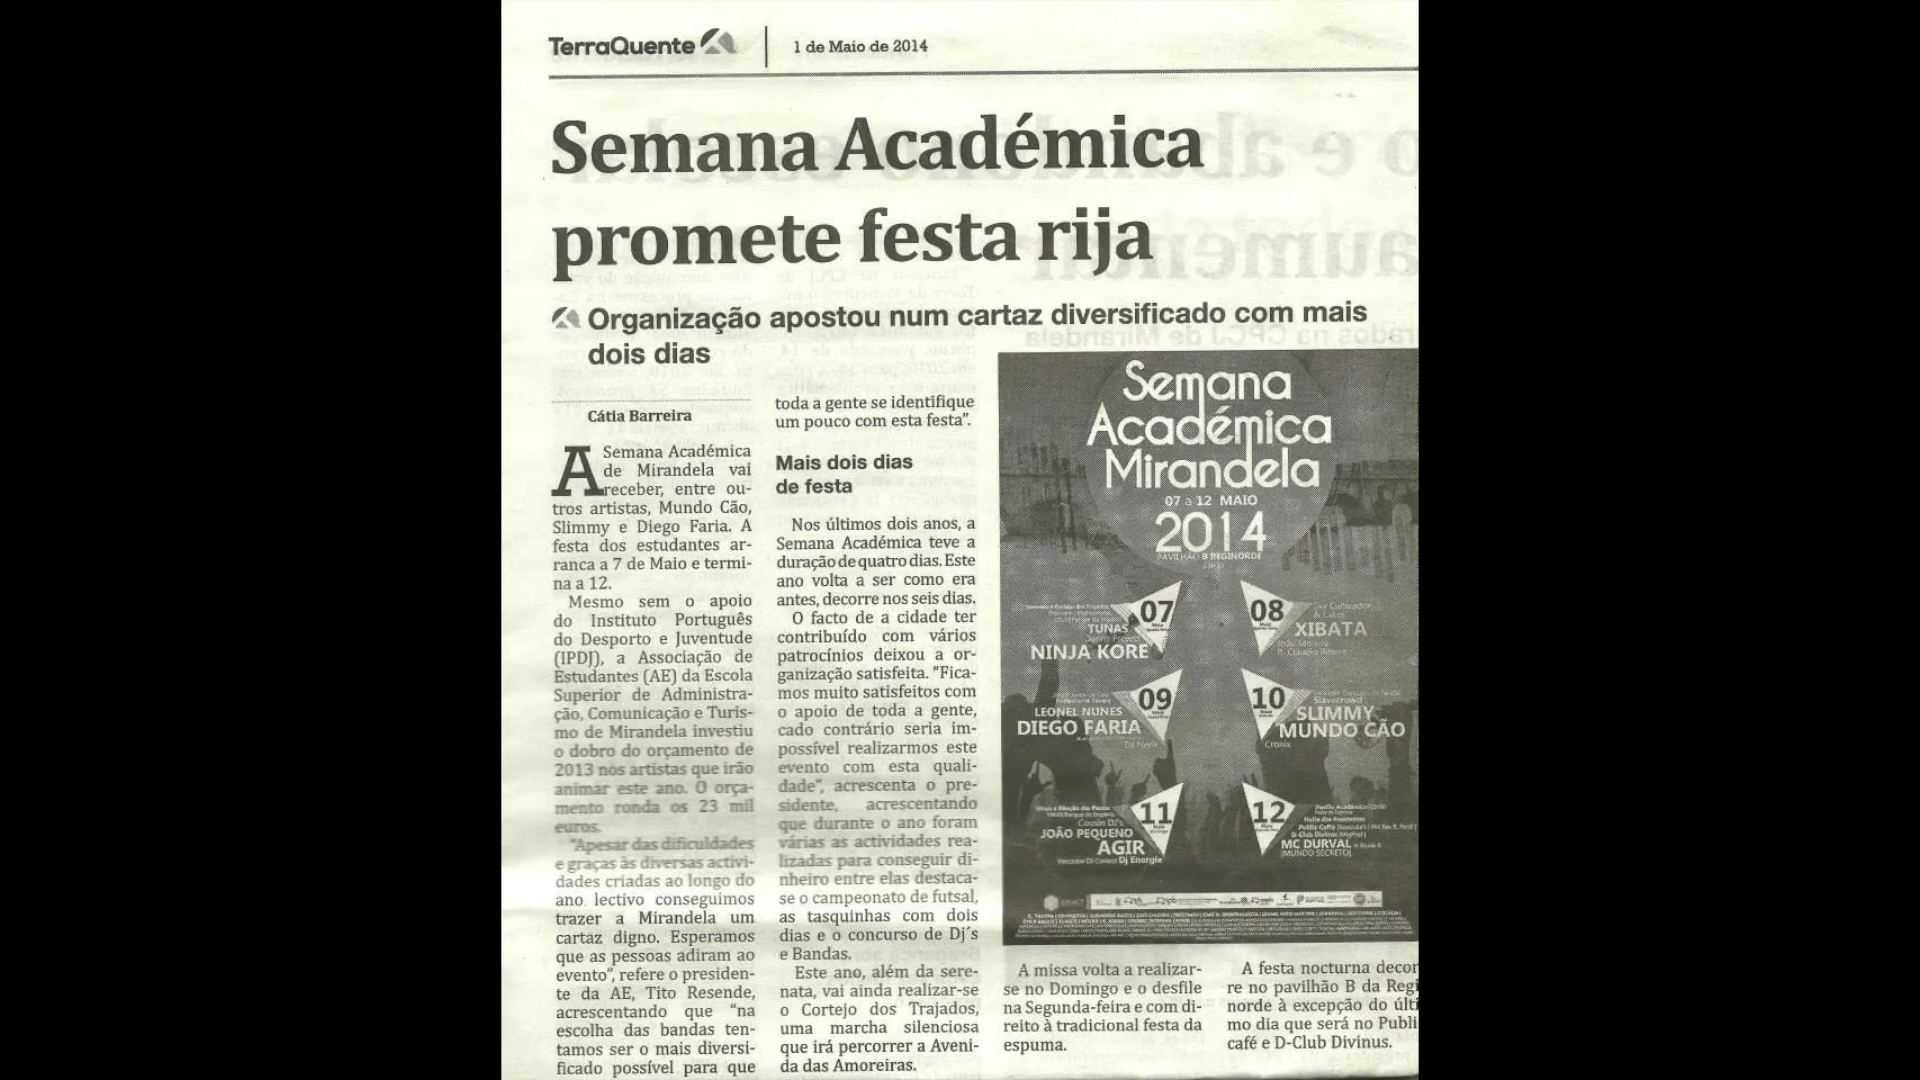 TerraQuente
1 de Maio de 2014
Semana Académica
promete festa rija
Organização apostou num cartaz diversificado com mais
dois dias
Cátia Barreira
A Semana Académica
de Mirandela vai
receber, entre ou-
tros artistas, Mundo Cão,
Slimmy e Diego Faria. A
festa dos estudantes ar-
ranca a 7 de Maio e termi-
na a 12.
Mesmo sem o apoio
do Instituto Português
do Desporto e Juventude
(IPDJ), a Associação de
Estudantes (AE) da Escola
Superior de Administra-
ção, Comunicação e Turis-
mo de Mirandela investiu
o dobro do orçamento de
2013 nos artistas que irão
animar este ano. O orça-
mento ronda os 23 mil
euros.
"Apesar das dificuldades
e graças às diversas activi-
dades criadas ao longo do
ano lectivo conseguimos
trazer a Mirandela um
cartaz digno. Esperamos
que as pessoas adiram ao
evento", refere o presiden-
te da AE, Tito Resende,
acrescentando que "na
escolha das bandas ten-
tamos ser o mais diversi-
ficado possível para que
toda a gente se identifique
um pouco com esta festa".
Mais dois dias
de festa
Nos últimos dois anos, a
Semana Académica teve a
duração de quatro dias. Este
ano volta a ser como era
antes, decorre nos seis dias.
O facto de a cidade ter
contribuído com vários
patrocínios deixou a or-
ganização satisfeita. "Fica-
mos muito satisfeitos com
o apoio de toda a gente,
cado contrário seria im-
possível realizarmos este
evento com esta quali-
dade", acrescenta o pre-
sidente, acrescentando
que durante o ano foram
várias as actividades rea-
lizadas para conseguir di-
nheiro entre elas destaca-
se o campeonato de futsal,
as tasquinhas com dois
dias e o concurso de Dj´s
e Bandas.
Este ano, além da sere-
nata, vai ainda realizar-se
o Cortejo dos Trajados,
uma marcha silenciosa
que irá percorrer a Aveni-
da das Amoreiras.
Semana
Académica
Mirandela
07 a 12 MAIO
2014
PAVILHÃO B REGINORDE
07
TUNAS
NINJA KORE
08
XIBATA
09
LEONEL NUNES
DIEGO FARIA
10
SLIMMY
MUNDO CÃO
Cronix
11
Cousin DJ's
JOÃO PEQUENO
AGIR
Dj Energie
12
D-Club Divinus
MC DURVAL
(MUNDO SECRETO)
A missa volta a realizar-
se no Domingo e o desfile
na Segunda-feira e com di-
reito à tradicional festa da
espuma.
A festa nocturna decor
re no pavilhão B da Regi
norde à excepção do últi
mo dia que será no Publi
café e D-Club Divinus.